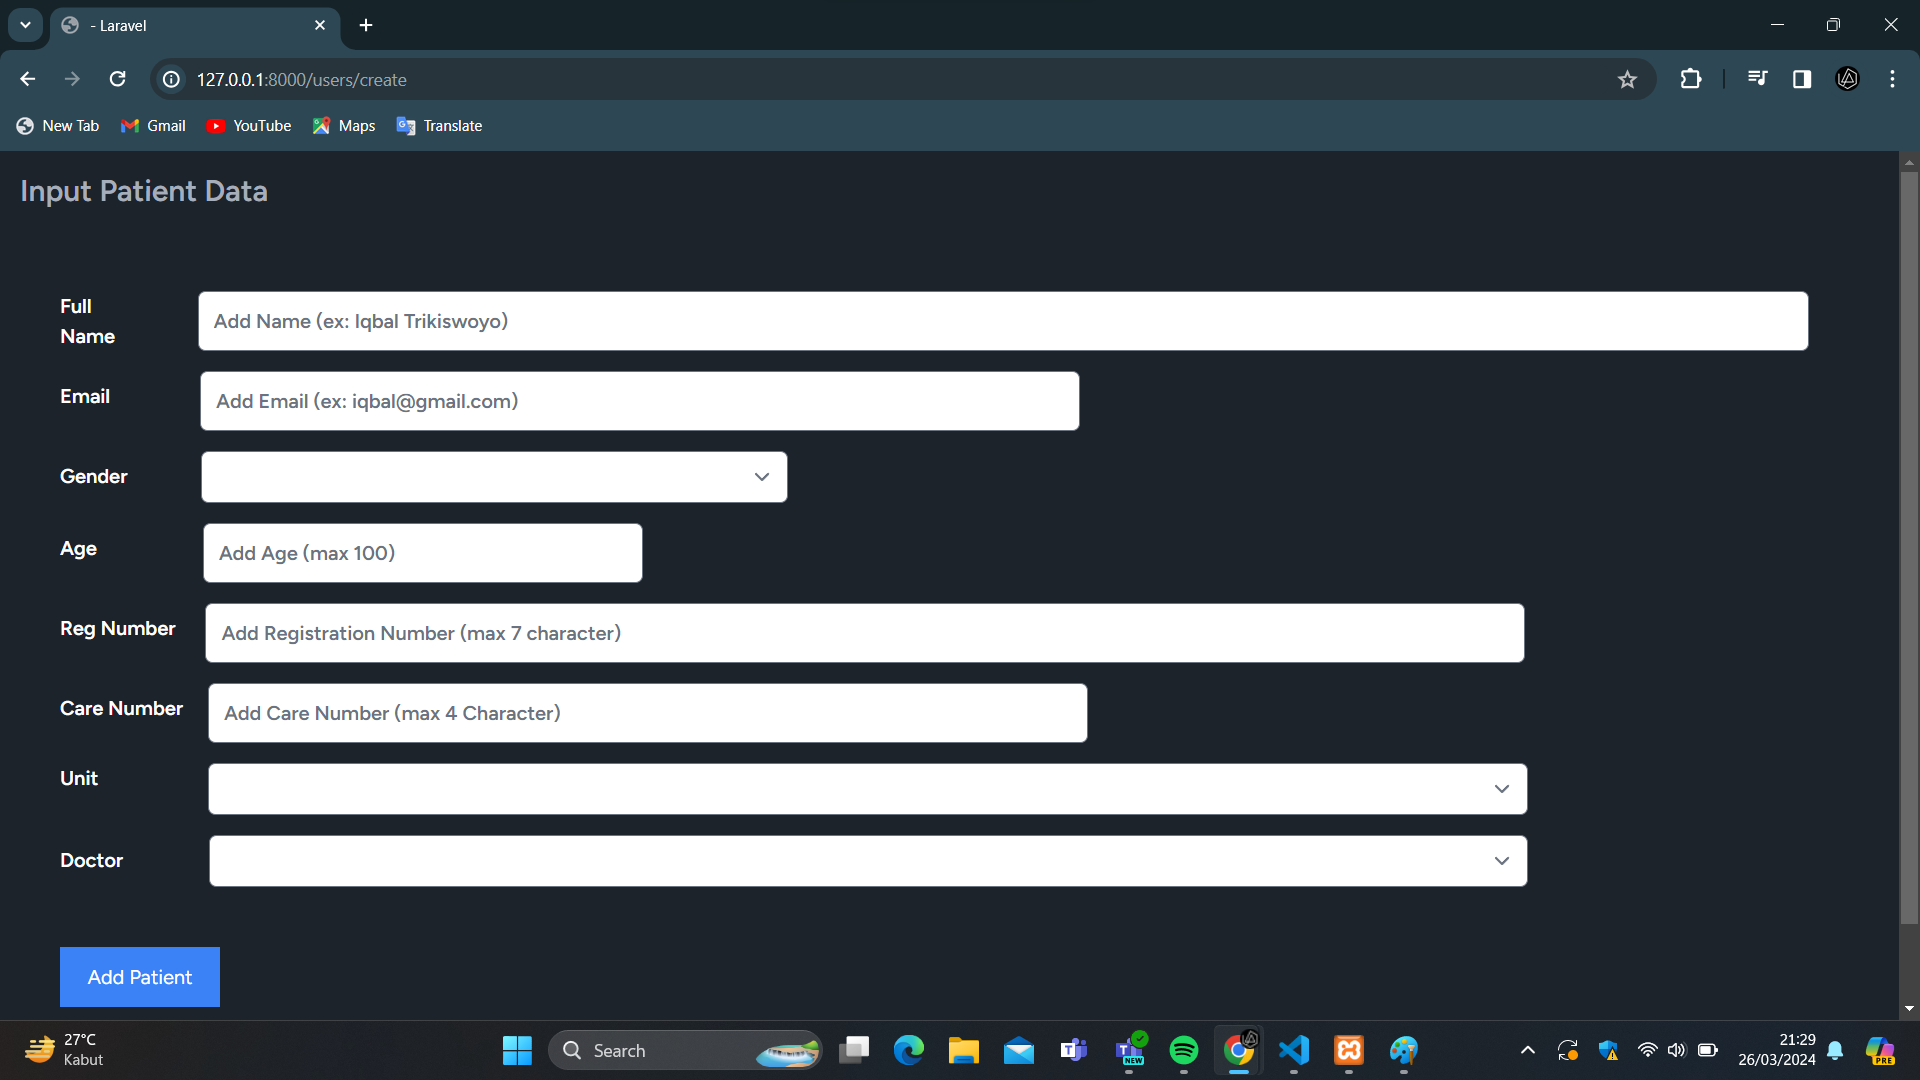 - Laravel
127.0.0.1:8000/users/create
New Tab
Gmail
YouTube
Maps
Translate
Input Patient Data
Full
Name
Add Name (ex: Iqbal Trikiswoyo)
Email
Add Email (ex: iqbal@gmail.com)
Gender
Age
Add Age (max 100)
Reg Number
Add Registration Number (max 7 character)
Care Number
Add Care Number (max 4 Character)
Unit
Doctor
Add Patient
27°C
Kabut
Search
NEW
21:29
26/03/2024
PRE